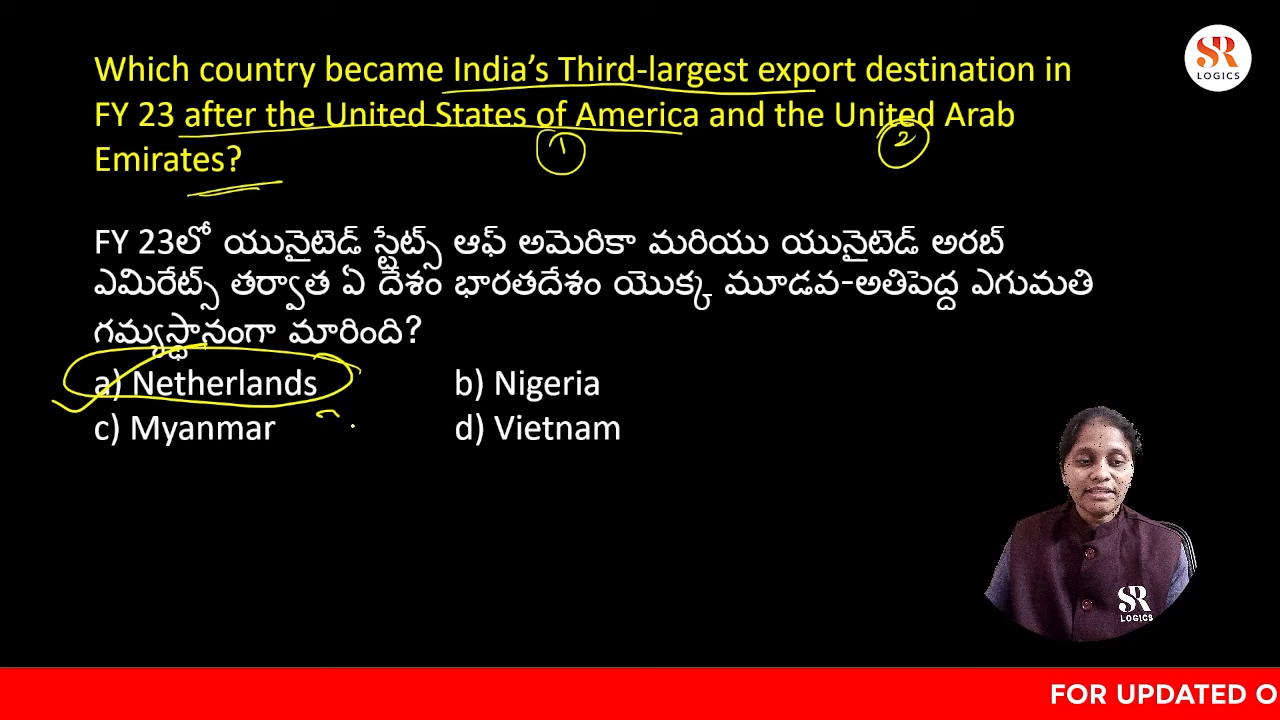 SR
LOGICS
Which country became India's Third-largest export destination in
FY 23 after the United States of America and the United Arab
1
2
Emirates?
FY 23లో యునైటెడ్ స్టేట్స్ ఆఫ్ అమెరికా మరియు యునైటెడ్ అరబ్
ఎమిరేట్స్ తర్వాత ఏ దేశం భారతదేశం యొక్క మూడవ-అతిపెద్ద ఎగుమతి
గమ్యస్థానంగా మారింది?
a) Netherlands b) Nigeria
c) Myanmar d) Vietnam
SR
LOGICS
FOR UPDATED O